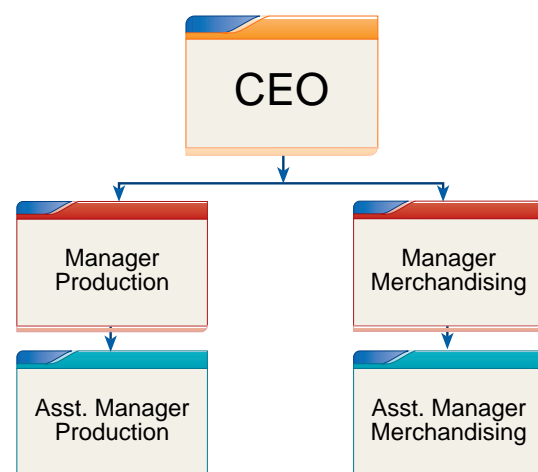 CEO
Manager
Production
Manager
Merchandising
Asst. Manager
Production
Asst. Manager
Merchandising